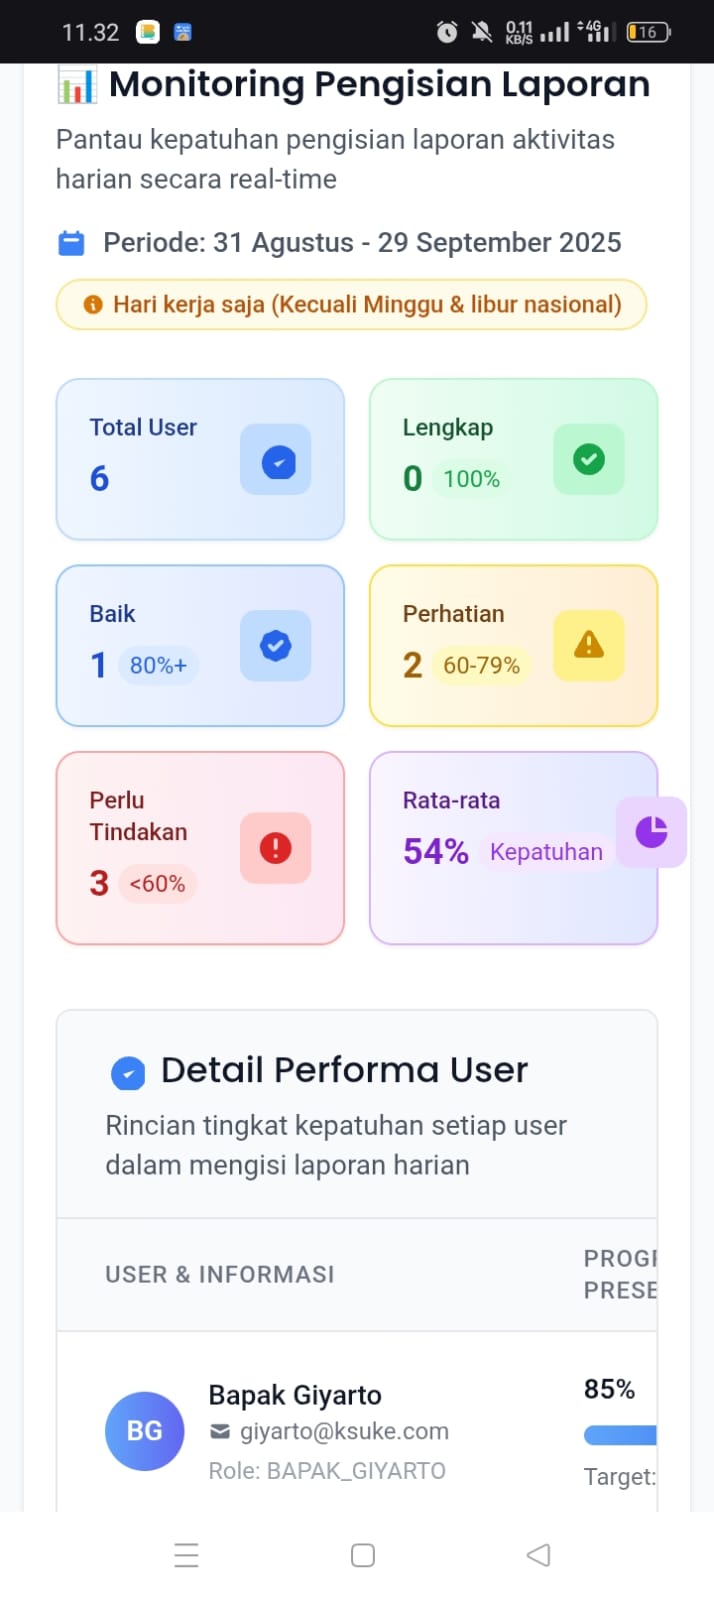 11.32
0.11
KB/S
4G
16
Monitoring Pengisian Laporan
Pantau kepatuhan pengisian laporan aktivitas
harian secara real-time
Periode: 31 Agustus - 29 September 2025
Hari kerja saja (Kecuali Minggu & libur nasional)
Total User
6
Lengkap
0 100%
Baik
1 80%+
Perhatian
2 60-79%
Perlu
Tindakan
3 <60%
Rata-rata
54% Kepatuhan
Detail Performa User
Rincian tingkat kepatuhan setiap user
dalam mengisi laporan harian
USER & INFORMASI
PROG
PRESE
BG
Bapak Giyarto
giyarto@ksuke.com
Role: BAPAK_GIYARTO
85%
Target: